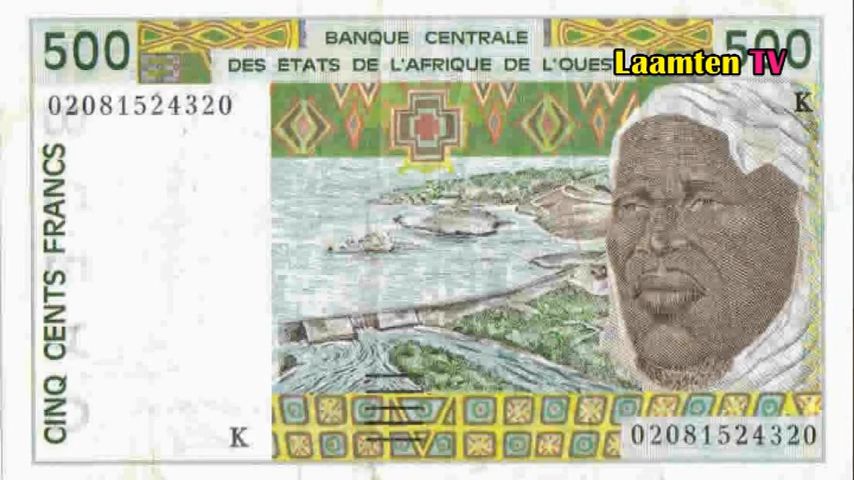 500
BANQUE CENTRALE
DES ETATS DE L'AFRIQUE DE L'OUES
500
Laamten TV
02081524320
K
CINQ CENTS FRANCS
K
02081524320